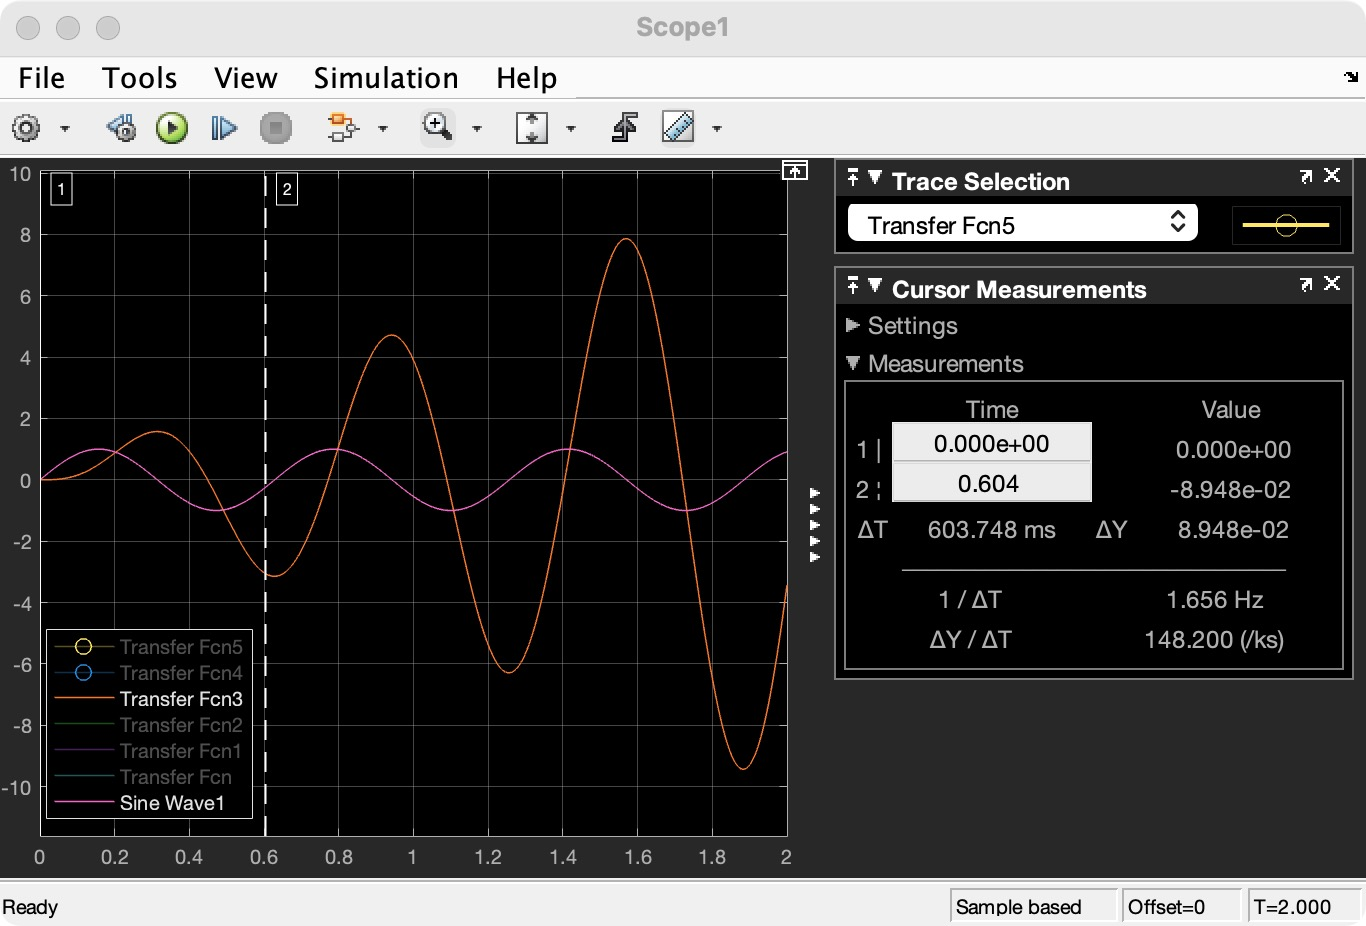 Scope1
File Tools View Simulation Help
10
8
6
4
2
0
-2
-4
-6
-8
-10
1
2
Transfer Fcn5
Transfer Fcn4
Transfer Fcn3
Transfer Fcn2
Transfer Fcn1
Transfer Fcn
Sine Wave1
0 0.2 0.4 0.6 0.8 1 1.2 1.4 1.6 1.8 2
Trace Selection
Transfer Fcn5
Cursor Measurements
Settings
Measurements
Time Value
1 | 0.000e+00 0.000e+00
2 ¦ 0.604 -8.948e-02
ΔT 603.748 ms ΔY 8.948e-02
1 / ΔT 1.656 Hz
ΔY / ΔT 148.200 (/ks)
Ready Sample based Offset=0 T=2.000